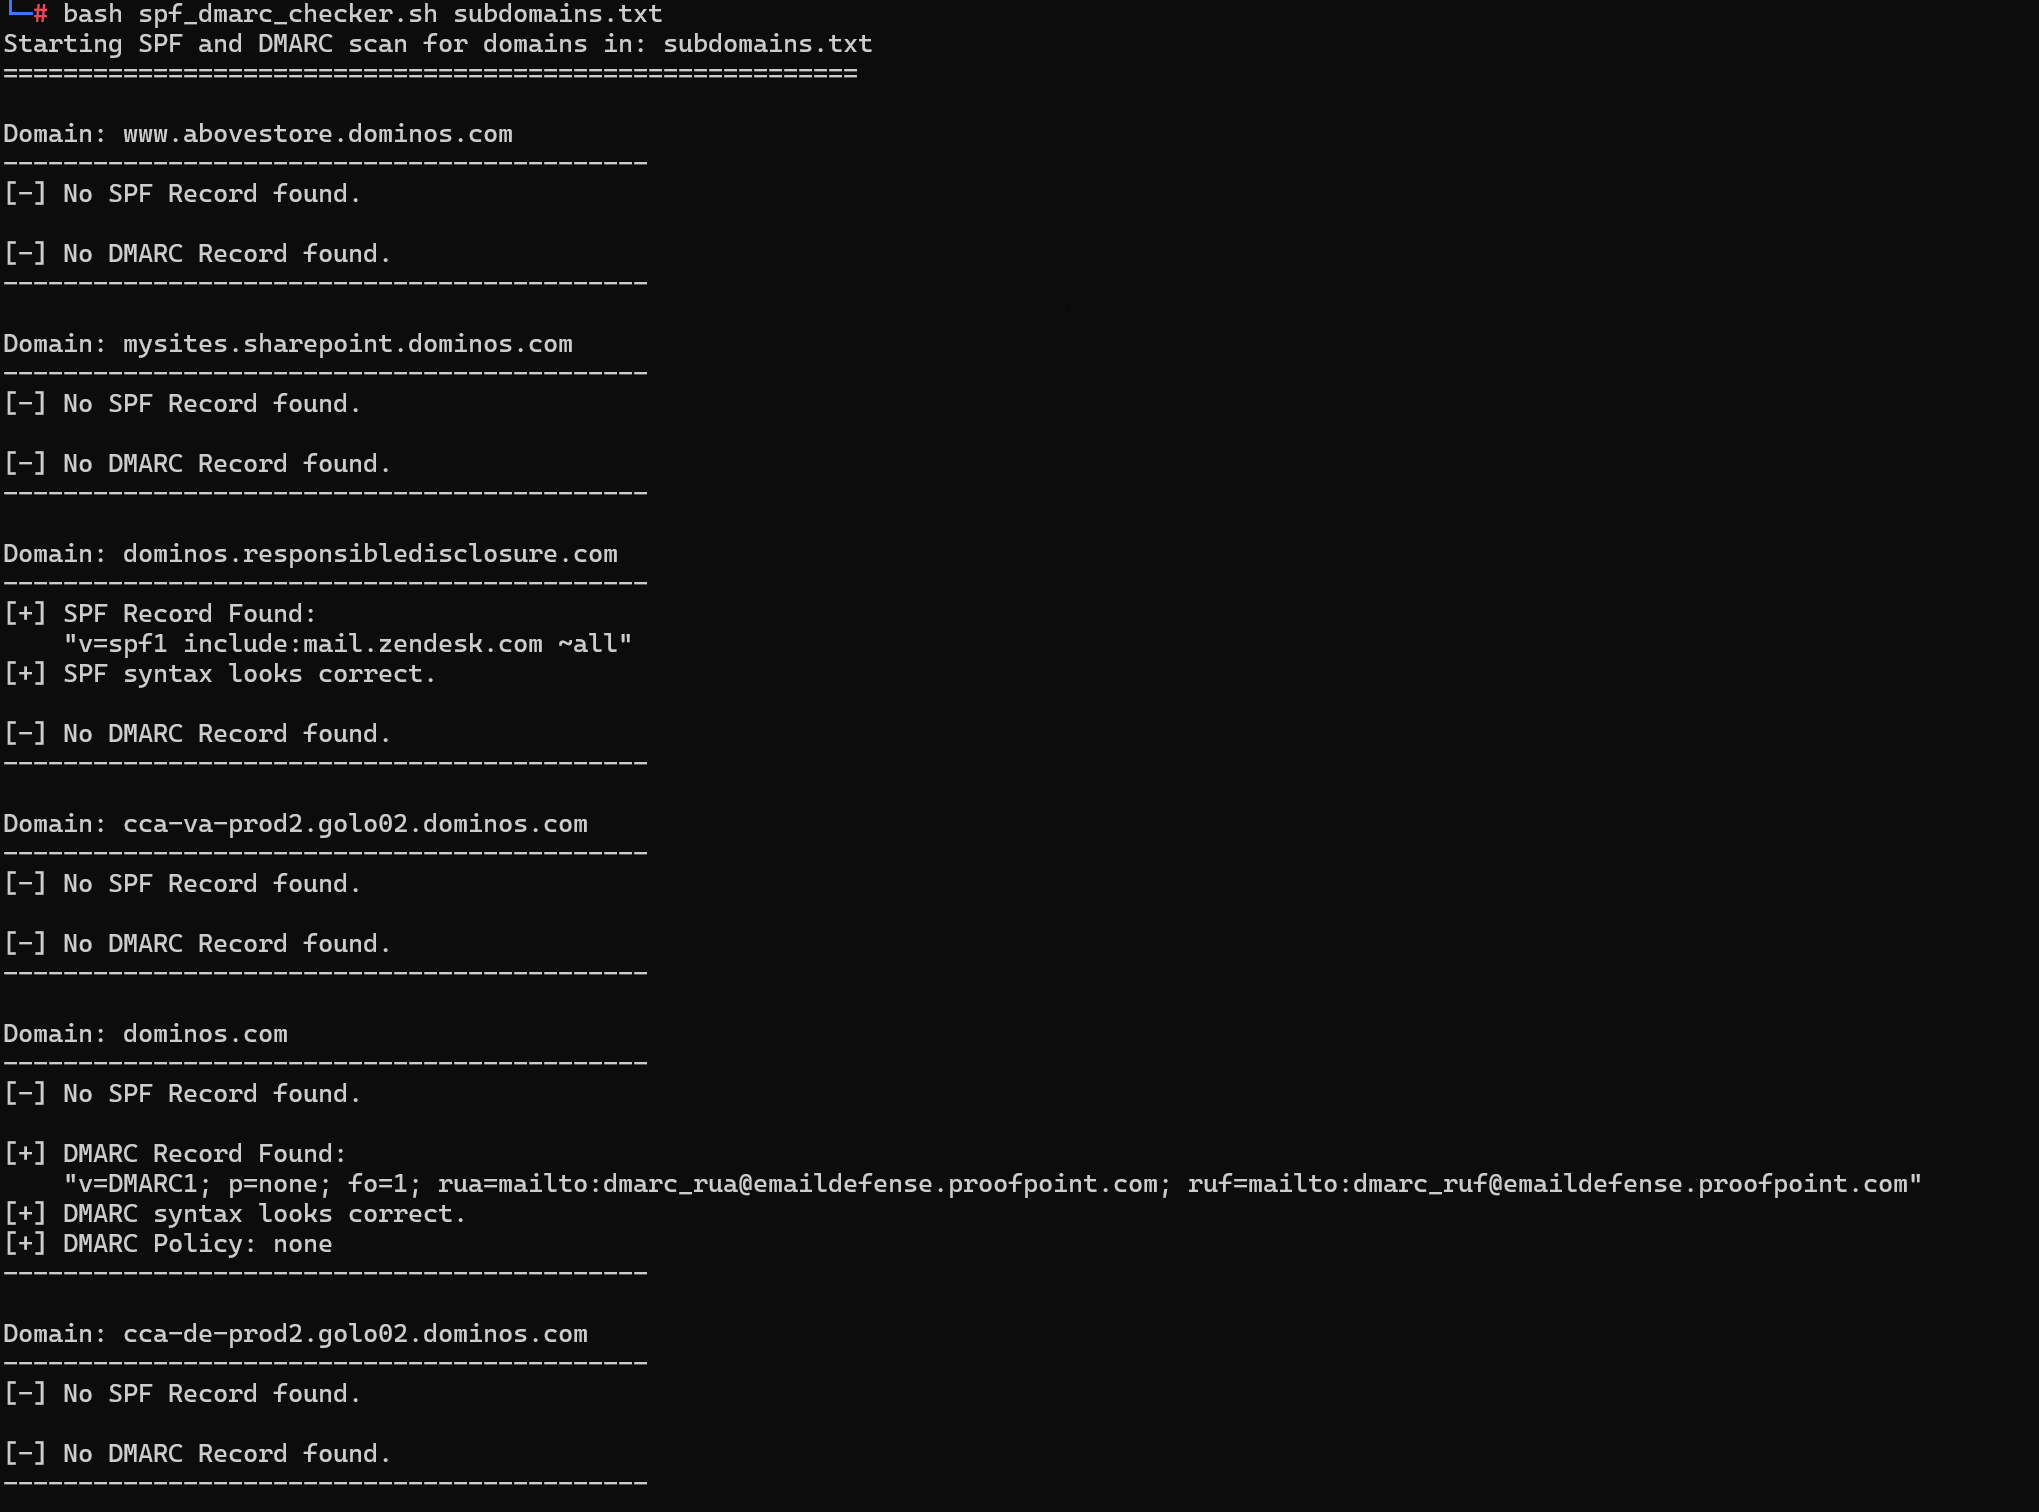 └─# bash spf_dmarc_checker.sh subdomains.txt
Starting SPF and DMARC scan for domains in: subdomains.txt
=========================================================
Domain: www.abovestore.dominos.com
-------------------------------------------
[-] No SPF Record found.
[-] No DMARC Record found.
-------------------------------------------
Domain: mysites.sharepoint.dominos.com
-------------------------------------------
[-] No SPF Record found.
[-] No DMARC Record found.
-------------------------------------------
Domain: dominos.responsibledisclosure.com
-------------------------------------------
[+] SPF Record Found:
    "v=spf1 include:mail.zendesk.com ~all"
[+] SPF syntax looks correct.
[-] No DMARC Record found.
-------------------------------------------
Domain: cca-va-prod2.golo02.dominos.com
-------------------------------------------
[-] No SPF Record found.
[-] No DMARC Record found.
-------------------------------------------
Domain: dominos.com
-------------------------------------------
[-] No SPF Record found.
[+] DMARC Record Found:
    "v=DMARC1; p=none; fo=1; rua=mailto:dmarc_rua@emaildefense.proofpoint.com; ruf=mailto:dmarc_ruf@emaildefense.proofpoint.com"
[+] DMARC syntax looks correct.
[+] DMARC Policy: none
-------------------------------------------
Domain: cca-de-prod2.golo02.dominos.com
-------------------------------------------
[-] No SPF Record found.
[-] No DMARC Record found.
-------------------------------------------